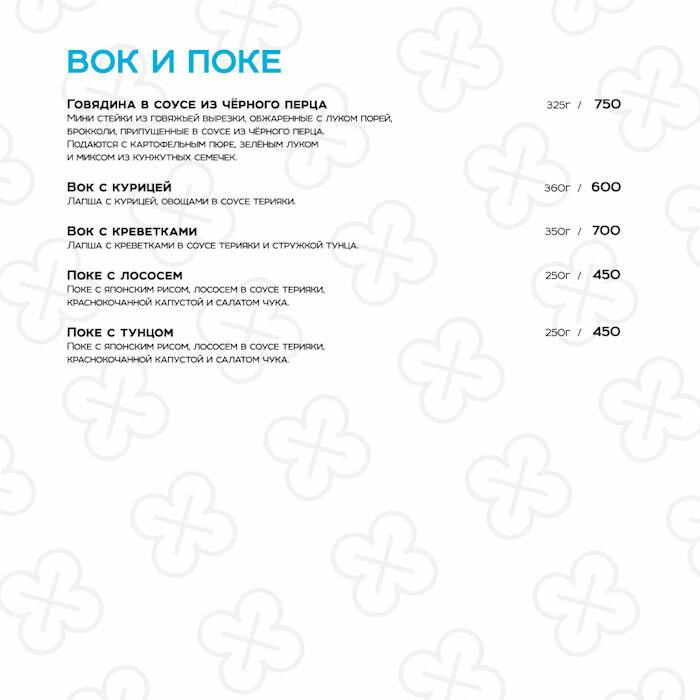 ВОК И ПОКЕ
Говядина в соусе из чёрного перца 325г / 750
Мини стейки из говяжьей вырезки, обжаренные с луком порей,
брокколи, припущенные в соусе из чёрного перца.
Подаются с картофельным пюре, зелёным луком
и миксом из кунжутных семечек.
Вок с курицей 360г / 600
Лапша с курицей, овощами в соусе терияки.
Вок с креветками 350г / 700
Лапша с креветками в соусе терияки и стружкой тунца.
Поке с лососем 250г / 450
Поке с японским рисом, лососем в соусе терияки,
краснокочанной капустой и салатом чука.
Поке с тунцом 250г / 450
Поке с японским рисом, лососем в соусе терияки,
краснокочанной капустой и салатом чука.